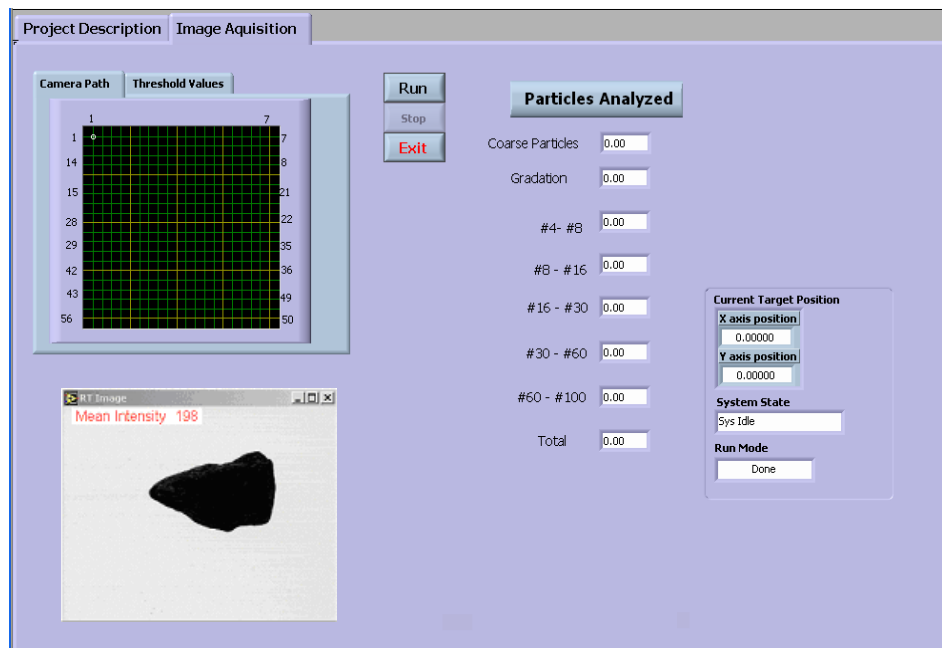 Project Description
Image Aquisition
Camera Path
Threshold Values
1 7
1 7
14 8
15 21
28 22
29 35
42 36
43 49
56 50
RT Image
Mean Intensity 198
Run
Stop
Exit
Particles Analyzed
Coarse Particles 0.00
Gradation 0.00
#4- #8 0.00
#8 - #16 0.00
#16 - #30 0.00
#30 - #60 0.00
#60 - #100 0.00
Total 0.00
Current Target Position
X axis position
0.00000
Y axis position
0.00000
System State
Sys Idle
Run Mode
Done